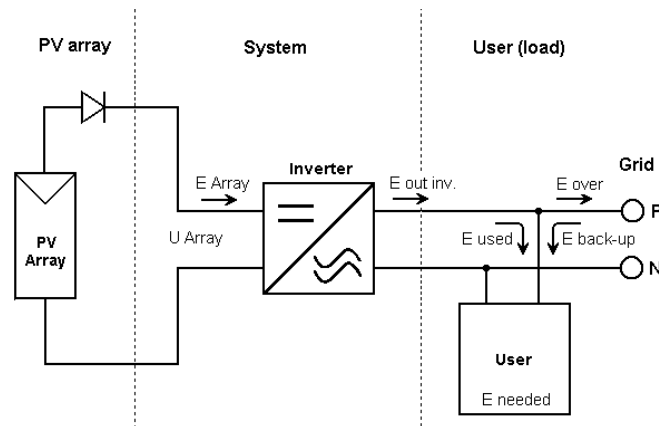 PV array
System
User (load)
Inverter
Grid
E Array
E out inv.
E over
U Array
PV
Array
E used
E back-up
N
User
E needed